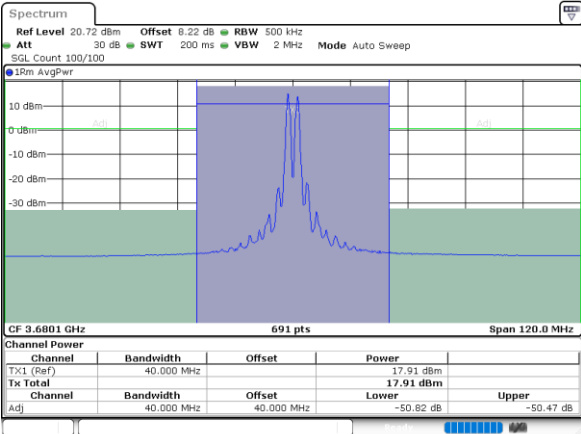 Spectrum
Ref Level 20.72 dBm Offset 8.22 dB RBW 500 kHz
Att 30 dB SWT 200 ms VBW 2 MHz Mode Auto Sweep
SGL Count 100/100
1Rm AvgPwr
10 dBm
Adj Adj
0 dBm
-10 dBm
-20 dBm
-30 dBm
CF 3.6801 GHz 691 pts Span 120.0 MHz
Channel Power
Channel Bandwidth Offset Power
TX1 (Ref) 40.000 MHz 17.91 dBm
Tx Total 17.91 dBm
Channel Bandwidth Offset Lower Upper
Adj 40.000 MHz 40.000 MHz -50.82 dB -50.47 dB